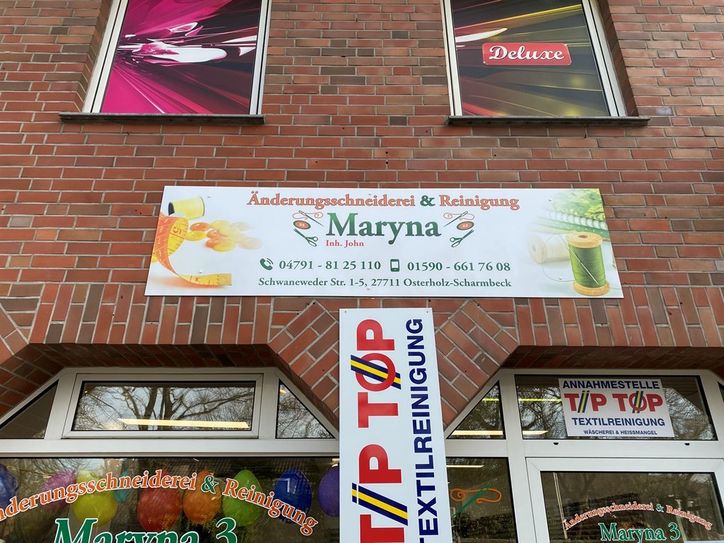 Deluxe
Änderungsschneiderei & Reinigung
Maryna
Inh. John
04791 - 81 25 110 01590 - 661 76 08
Schwaneweder Str. 1-5, 27711 Osterholz-Scharmbeck
TIP TOP
TEXTILREINIGUNG
ANNAHMESTELLE
TIP TOP
TEXTILREINIGUNG
WÄSCHEREI & HEISSMANGEL
Änderungsschneiderei & Reinigung
Maryna 3
Änderungsschneiderei & Reinigung
Maryna 3